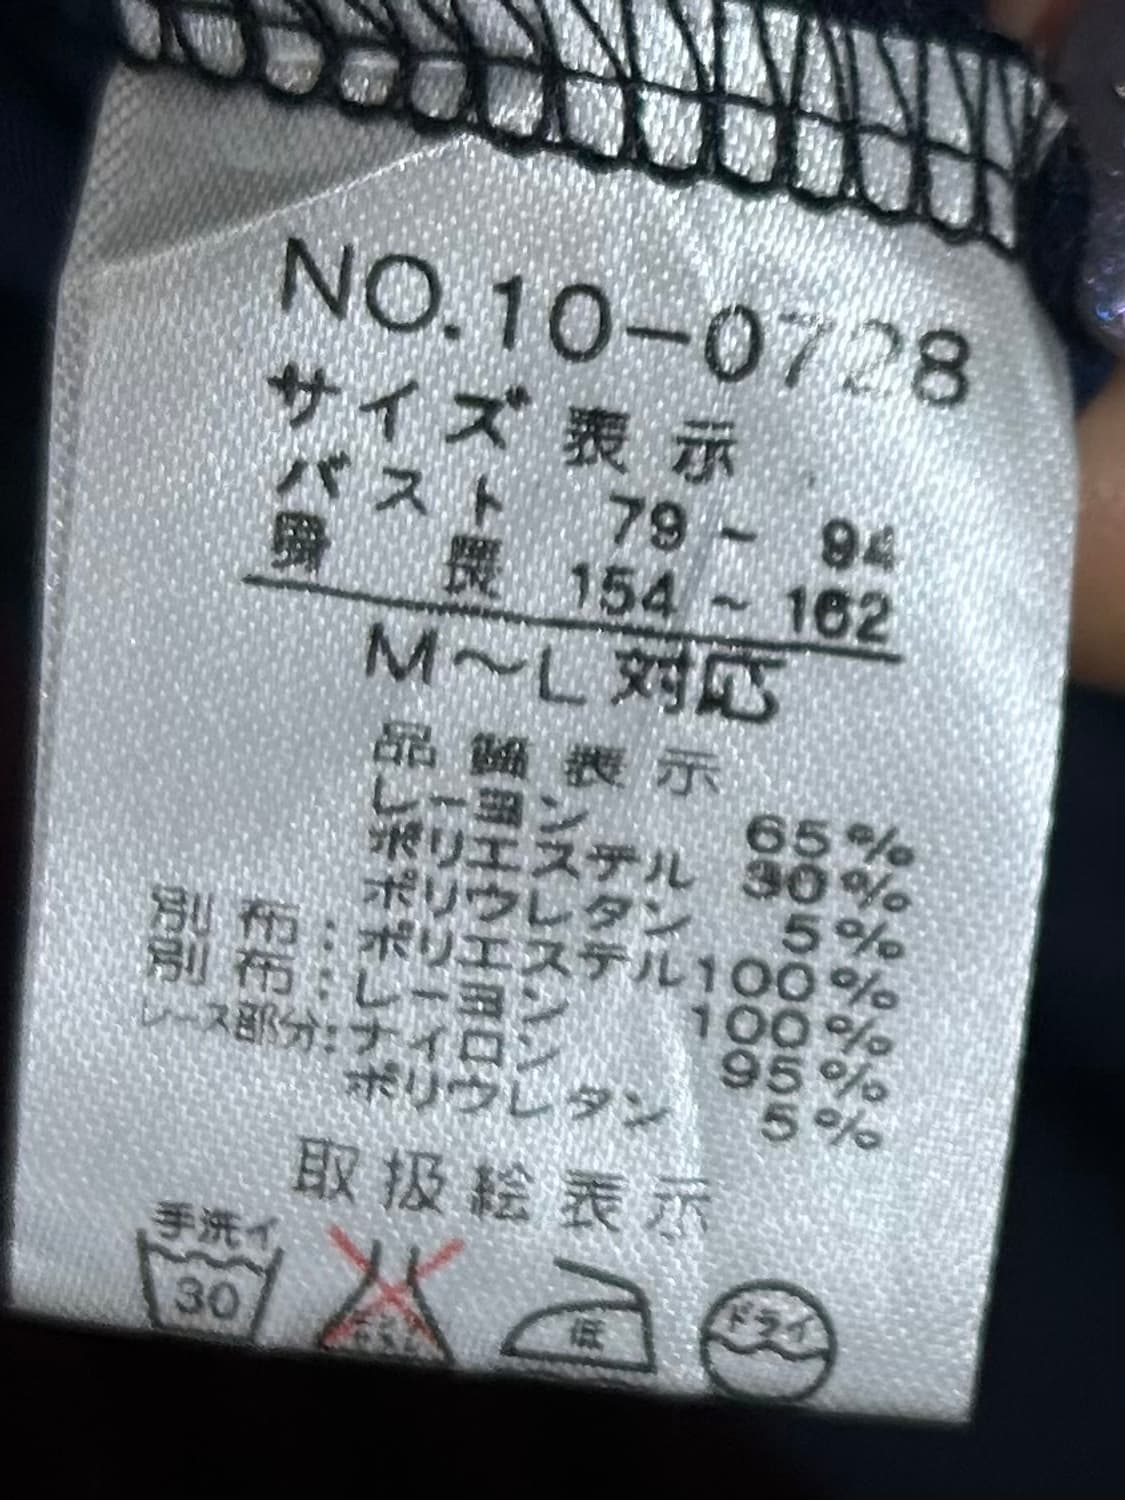 NO.10-0728
サイズ表示
バスト 79~ 94
身長 154~162
M〜L対応
品質表示
レーヨン 65%
ポリエステル 30%
ポリウレタン 5%
別布:ポリエステル100%
別布:レーヨン 100%
レース部分:ナイロン 95%
ポリウレタン 5%
取扱絵表示
手洗イ
30
低
ドライ